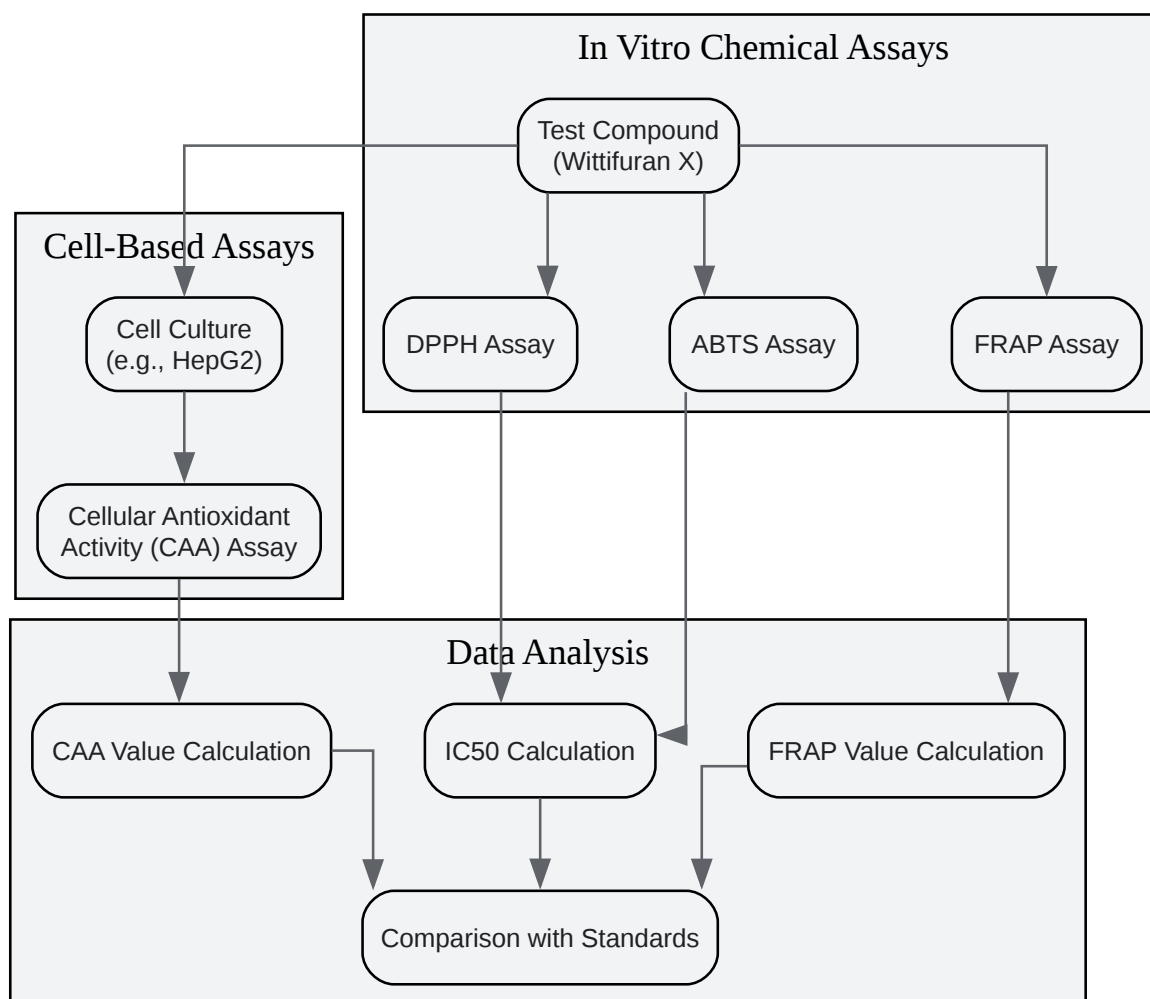 In Vitro Chemical Assays
Test Compound
(Wittifuran X)
Cell-Based Assays
Cell Culture
(e.g., HepG2)
DPPH Assay
ABTS Assay
FRAP Assay
Cellular Antioxidant
Activity (CAA) Assay
Data Analysis
CAA Value Calculation
IC50 Calculation
FRAP Value Calculation
Comparison with Standards